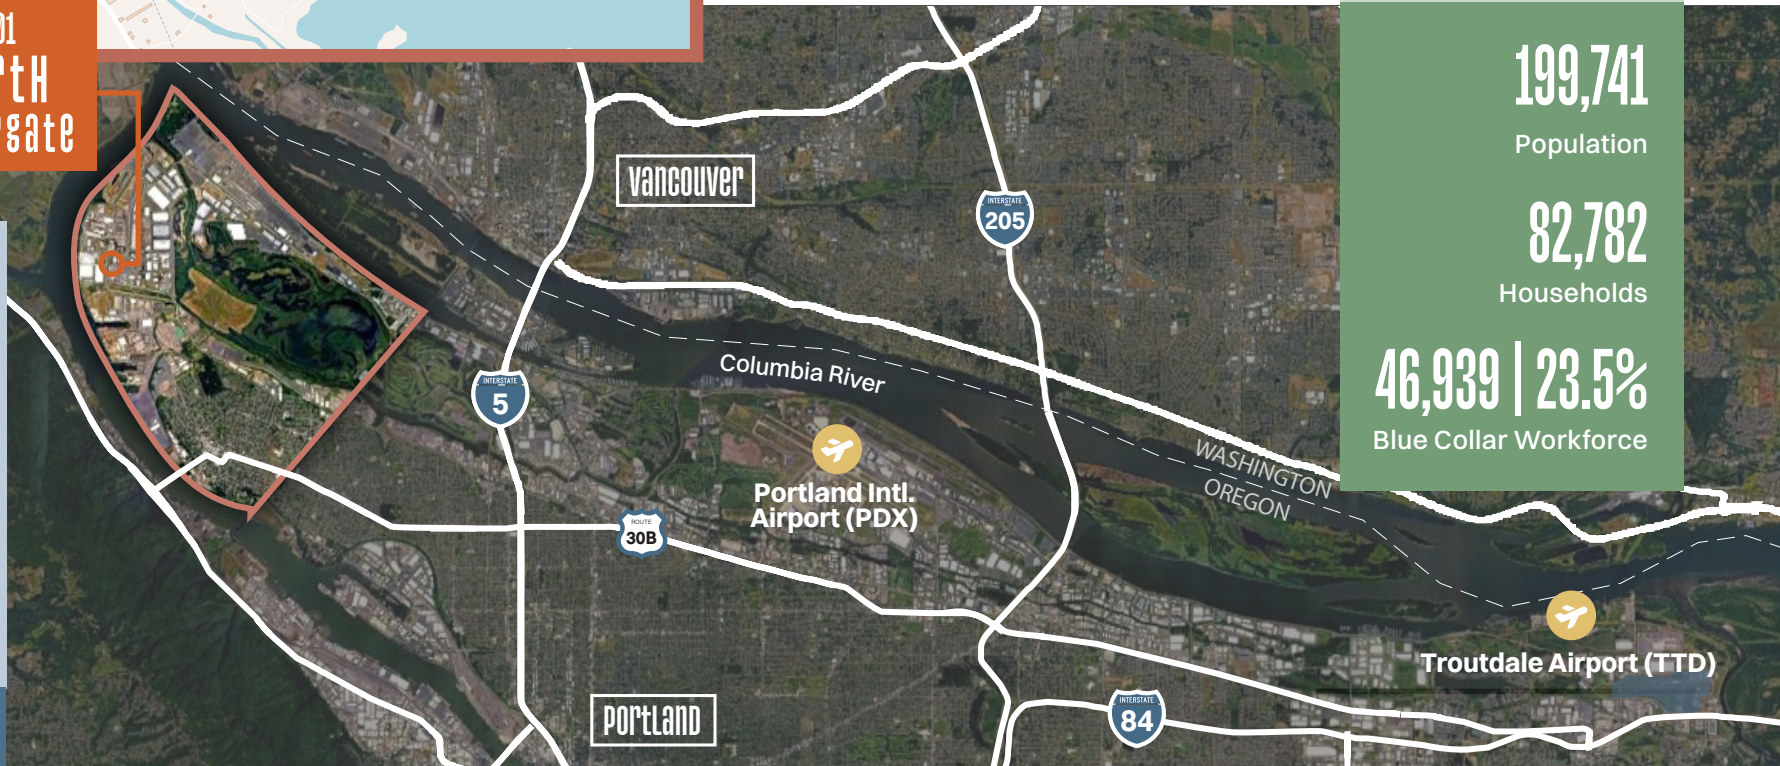 01
tH
gate
199,741
Population
82,782
Households
46,939 | 23.5%
Blue Collar Workforce
Vancouver
INTERSTATE
205
INTERSTATE
5
Columbia River
WASHINGTON
OREGON
Portland Intl.
Airport (PDX)
ROUTE
30B
Troutdale Airport (TTD)
Portland
INTERSTATE
84